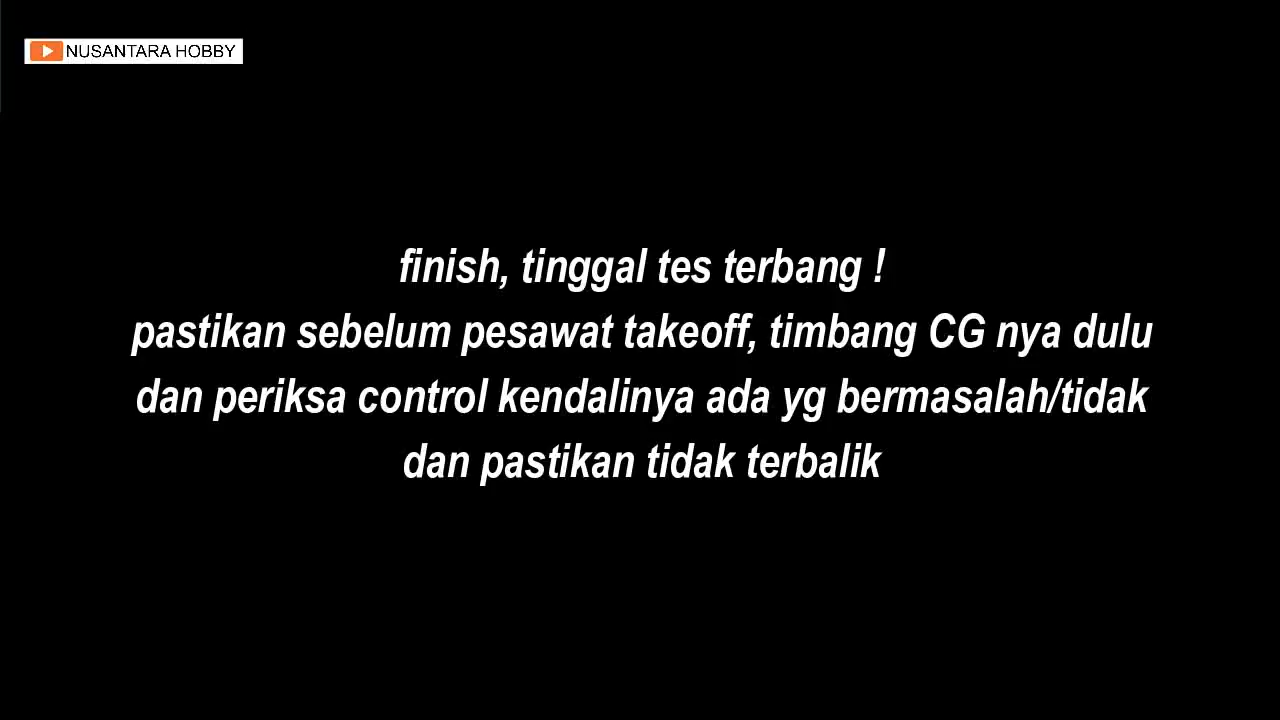 NUSANTARA HOBBY
finish, tinggal tes terbang !
pastikan sebelum pesawat takeoff, timbang CG nya dulu
dan periksa control kendalinya ada yg bermasalah/tidak
dan pastikan tidak terbalik